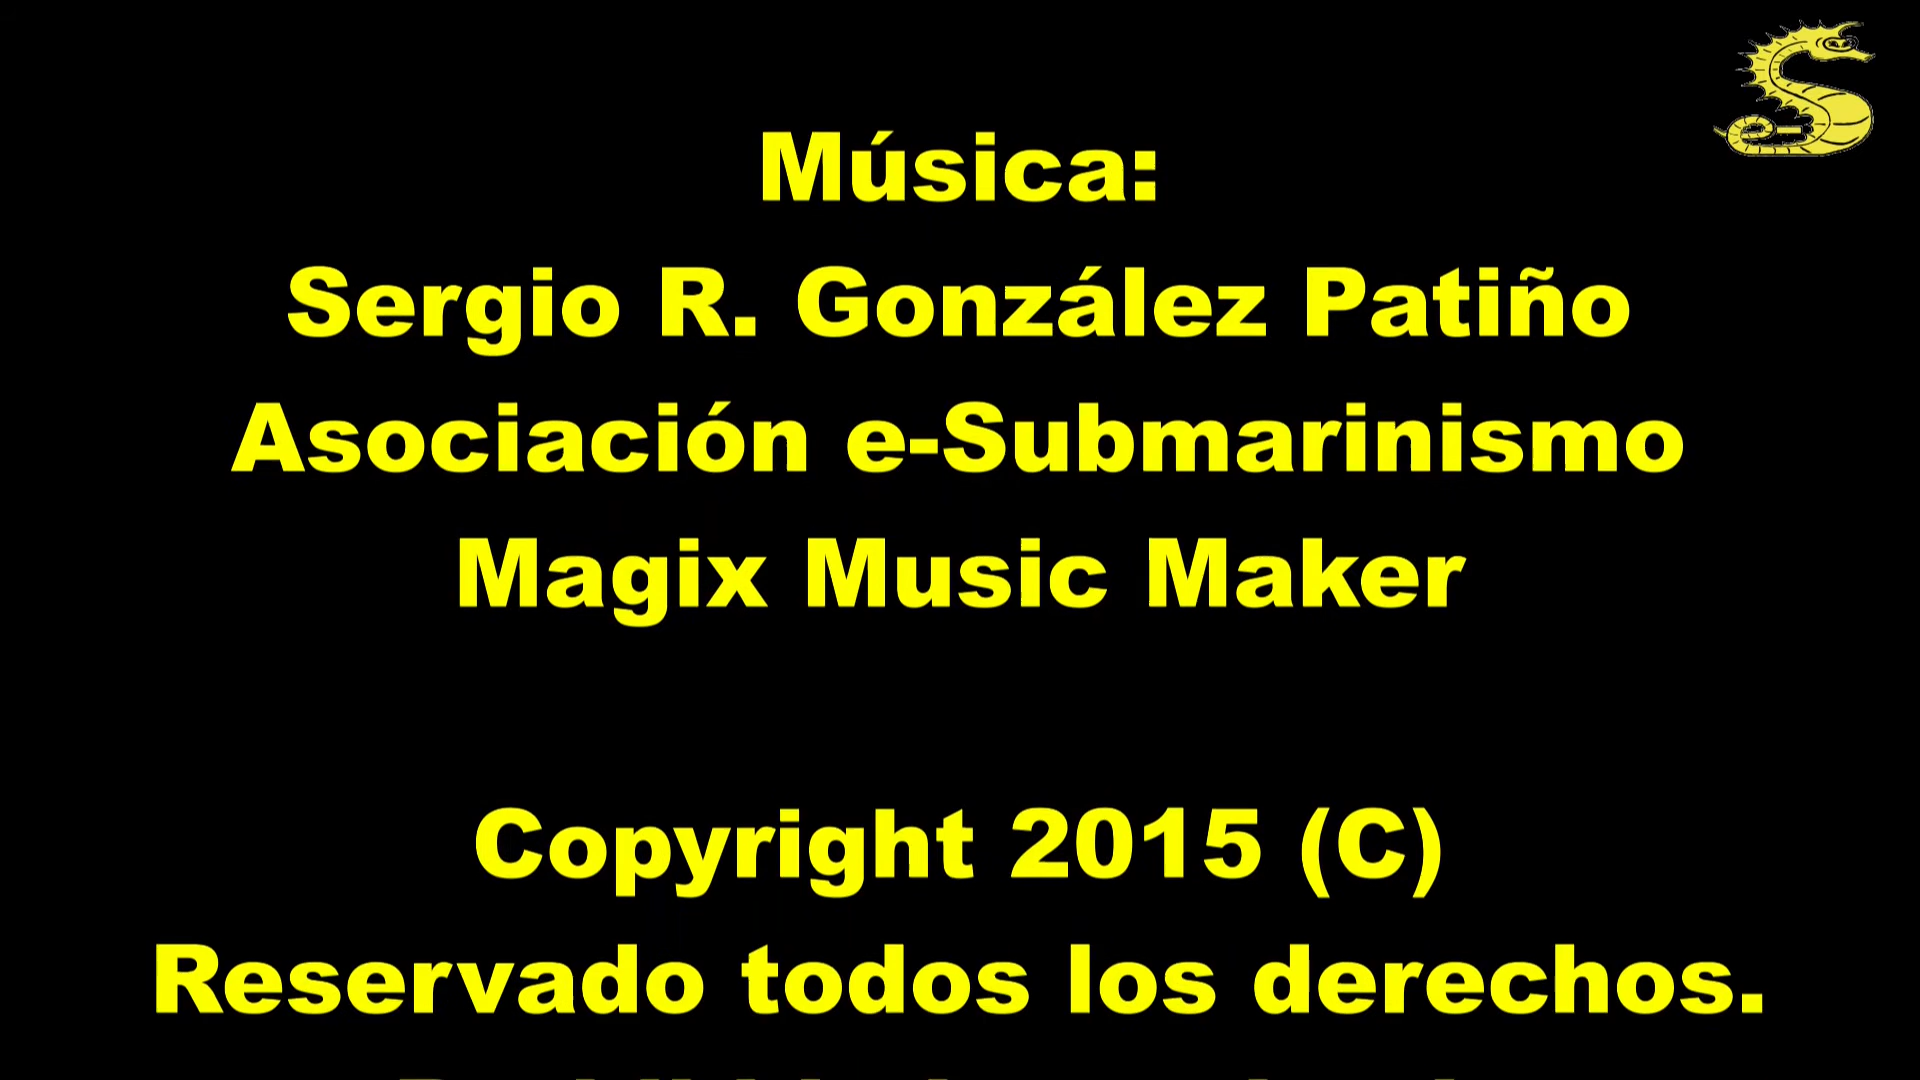 Música:
Sergio R. González Patiño
Asociación e-Submarinismo
Magix Music Maker
Copyright 2015 (C)
Reservado todos los derechos.